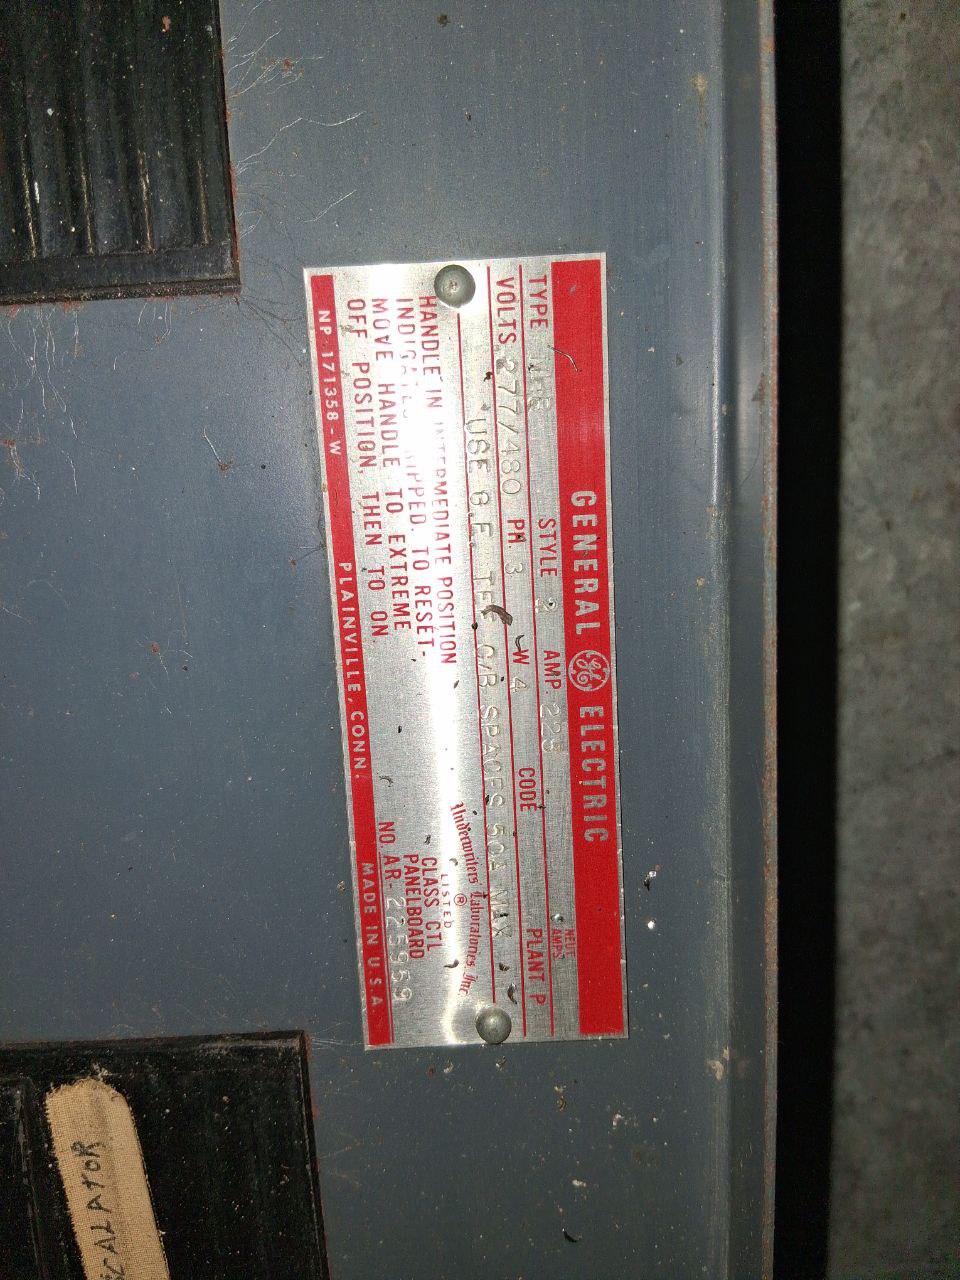 GENERAL GE ELECTRIC
TYPE STYLE 2 AMP. 225 NEUT. AMPS.
VOLTS 277/480 PH. 3 W 4 CODE PLANT P
USE G.E. C/B SPACES 50A MAX
HANDLE IN INTERMEDIATE POSITION
INDICATES TRIPPED. TO RESET-
MOVE HANDLE TO EXTREME
OFF POSITION, THEN TO ON.
Underwriters Laboratories, Inc.
®
LISTED
CLASS CTL
PANELBOARD
NO. AR- 225959
NP-171358-W PLAINVILLE, CONN. MADE IN U.S.A.